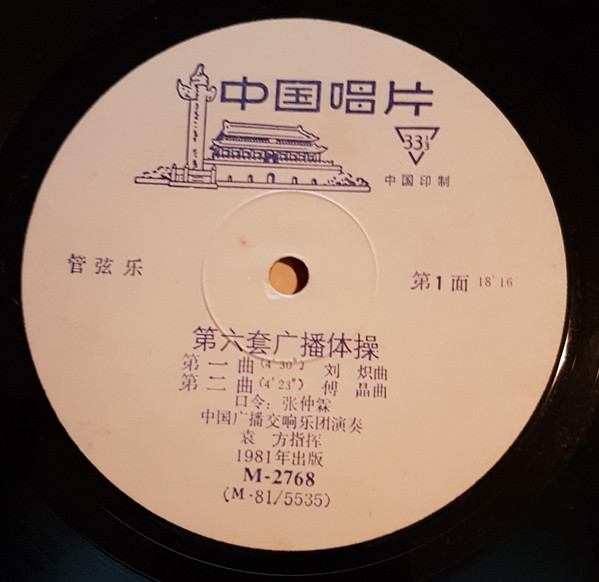 中国唱片
33⅓
中国印制
管弦乐
第1面 18'16
第六套广播体操
第一曲(4'30") 刘炽曲
第二曲(4'23") 傅晶曲
口令：张仲霖
中国广播交响乐团演奏
袁方指挥
1981年出版
M-2768
(M-81/5535)